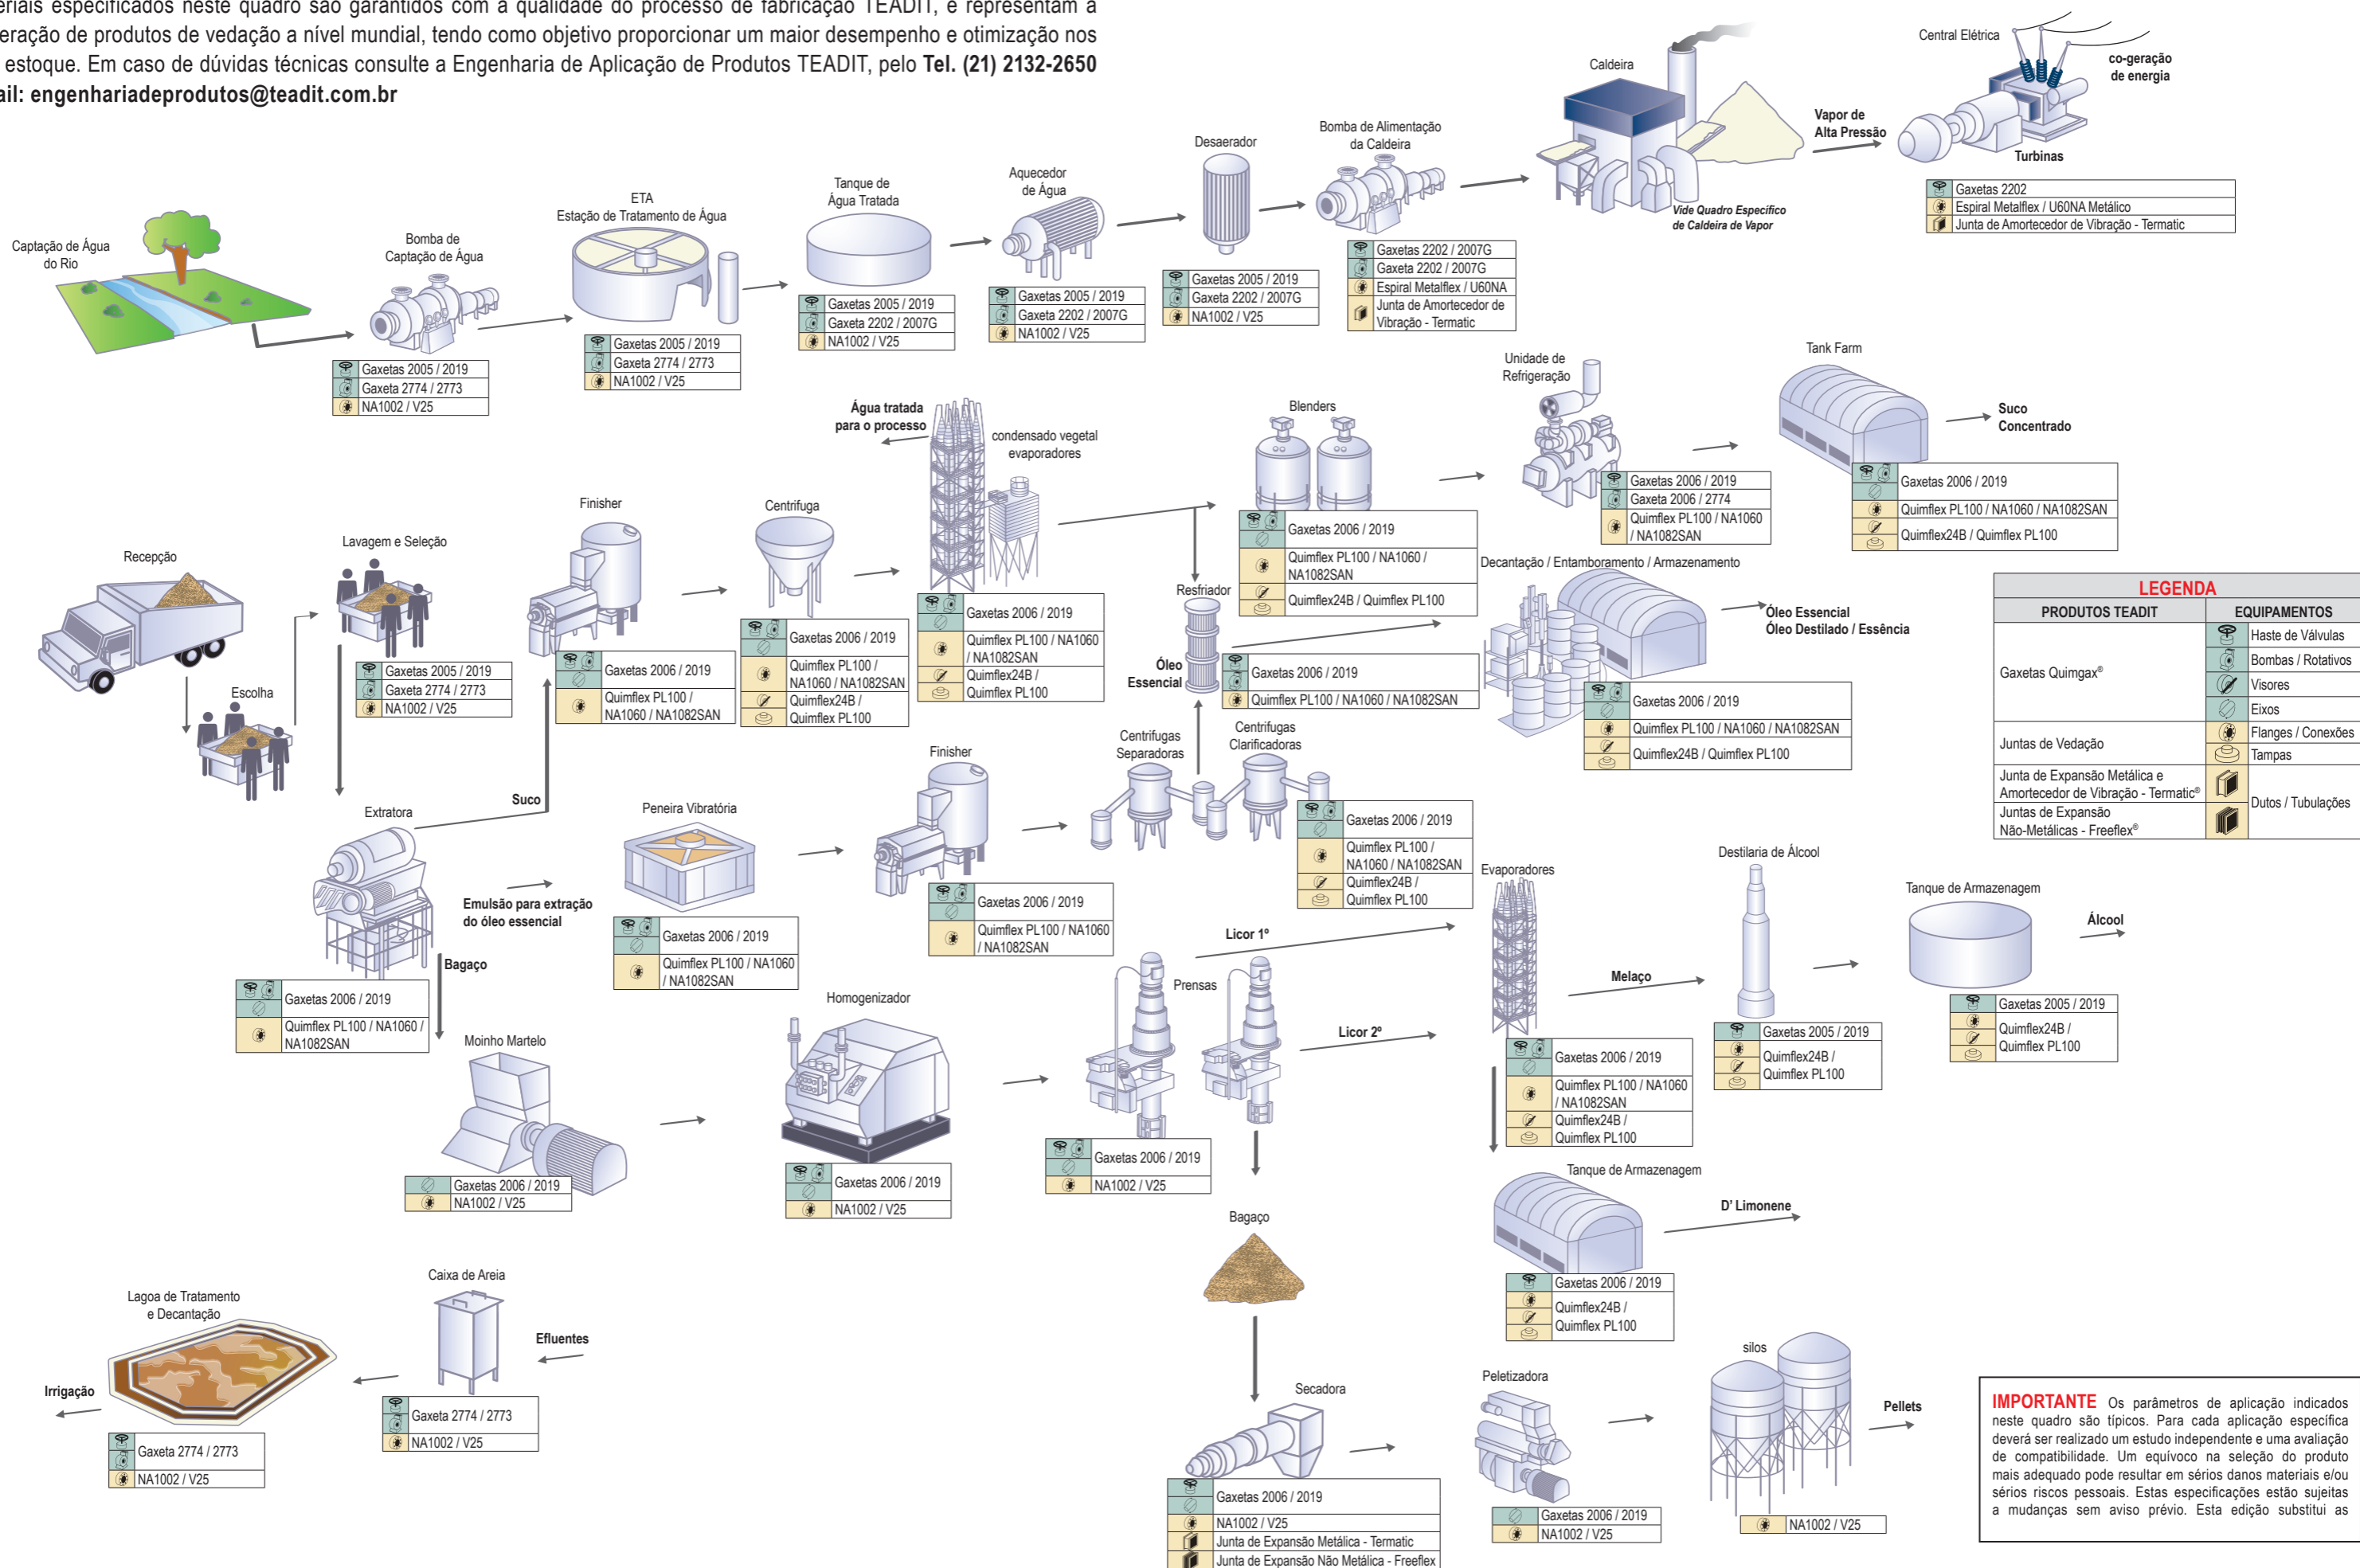 eriais especificados neste quadro são garantidos com a qualidade do processo de fabricação TEADIT, e representam a
eração de produtos de vedação a nível mundial, tendo como objetivo proporcionar um maior desempenho e otimização nos
estoque. Em caso de dúvidas técnicas consulte a Engenharia de Aplicação de Produtos TEADIT, pelo Tel. (21) 2132-2650
ail: engenhariadeprodutos@teadit.com.br
Captação de Água
do Rio
Bomba de
Captação de Água
Gaxetas 2005 / 2019
Gaxeta 2774 / 2773
NA1002 / V25
ETA
Estação de Tratamento de Água
Gaxetas 2005 / 2019
Gaxeta 2774 / 2773
NA1002 / V25
Tanque de
Água Tratada
Gaxetas 2005 / 2019
Gaxeta 2202 / 2007G
NA1002 / V25
Aquecedor
de Água
Gaxetas 2005 / 2019
Gaxeta 2202 / 2007G
NA1002 / V25
Desaerador
Gaxetas 2005 / 2019
Gaxeta 2202 / 2007G
NA1002 / V25
Bomba de Alimentação
da Caldeira
Gaxetas 2202 / 2007G
Gaxeta 2202 / 2007G
Espiral Metalflex / U60NA
Junta de Amortecedor de
Vibração - Termatic
Caldeira
Vide Quadro Específico
de Caldeira de Vapor
Vapor de
Alta Pressão
Central Elétrica
co-geração
de energia
Turbinas
Gaxetas 2202
Espiral Metalflex / U60NA Metálico
Junta de Amortecedor de Vibração - Termatic
Recepção
Escolha
Lavagem e Seleção
Gaxetas 2005 / 2019
Gaxeta 2774 / 2773
NA1002 / V25
Finisher
Gaxetas 2006 / 2019
Quimflex PL100 /
NA1060 / NA1082SAN
Centrifuga
Gaxetas 2006 / 2019
Quimflex PL100 /
NA1060 / NA1082SAN
Quimflex24B /
Quimflex PL100
Água tratada
para o processo
condensado vegetal
evaporadores
Gaxetas 2006 / 2019
Quimflex PL100 / NA1060
/ NA1082SAN
Quimflex24B /
Quimflex PL100
Blenders
Gaxetas 2006 / 2019
Quimflex PL100 / NA1060 /
NA1082SAN
Quimflex24B / Quimflex PL100
Unidade de
Refrigeração
Gaxetas 2006 / 2019
Gaxeta 2006 / 2774
Quimflex PL100 / NA1060
/ NA1082SAN
Tank Farm
Gaxetas 2006 / 2019
Quimflex PL100 / NA1060 / NA1082SAN
Quimflex24B / Quimflex PL100
Suco
Concentrado
Resfriador
Óleo
Essencial
Gaxetas 2006 / 2019
Quimflex PL100 / NA1060 / NA1082SAN
Decantação / Entamboramento / Armazenamento
Gaxetas 2006 / 2019
Quimflex PL100 / NA1060 / NA1082SAN
Quimflex24B / Quimflex PL100
Óleo Essencial
Óleo Destilado / Essência
LEGENDA
PRODUTOS TEADIT
EQUIPAMENTOS
Gaxetas Quimgax®
Haste de Válvulas
Bombas / Rotativos
Visores
Eixos
Juntas de Vedação
Flanges / Conexões
Tampas
Junta de Expansão Metálica e
Amortecedor de Vibração - Termatic®
Juntas de Expansão
Não-Metálicas - Freeflex®
Dutos / Tubulações
Extratora
Suco
Emulsão para extração
do óleo essencial
Bagaço
Gaxetas 2006 / 2019
Quimflex PL100 / NA1060 /
NA1082SAN
Peneira Vibratória
Gaxetas 2006 / 2019
Quimflex PL100 / NA1060
/ NA1082SAN
Finisher
Gaxetas 2006 / 2019
Quimflex PL100 / NA1060
/ NA1082SAN
Centrifugas
Separadoras
Centrifugas
Clarificadoras
Gaxetas 2006 / 2019
Quimflex PL100 /
NA1060 / NA1082SAN
Quimflex24B /
Quimflex PL100
Moinho Martelo
Gaxetas 2006 / 2019
NA1002 / V25
Homogenizador
Gaxetas 2006 / 2019
NA1002 / V25
Prensas
Licor 1º
Licor 2º
Gaxetas 2006 / 2019
NA1002 / V25
Evaporadores
Melaço
Gaxetas 2006 / 2019
Quimflex PL100 / NA1060
/ NA1082SAN
Quimflex24B /
Quimflex PL100
Destilaria de Álcool
Gaxetas 2005 / 2019
Quimflex24B /
Quimflex PL100
Tanque de Armazenagem
Álcool
Gaxetas 2005 / 2019
Quimflex24B /
Quimflex PL100
Tanque de Armazenagem
D' Limonene
Gaxetas 2006 / 2019
Quimflex24B /
Quimflex PL100
Bagaço
Secadora
Gaxetas 2006 / 2019
NA1002 / V25
Junta de Expansão Metálica - Termatic
Junta de Expansão Não Metálica - Freeflex
Peletizadora
Gaxetas 2006 / 2019
NA1002 / V25
silos
NA1002 / V25
Pellets
Lagoa de Tratamento
e Decantação
Irrigação
Gaxeta 2774 / 2773
NA1002 / V25
Caixa de Areia
Efluentes
Gaxeta 2774 / 2773
NA1002 / V25
IMPORTANTE Os parâmetros de aplicação indicados
neste quadro são típicos. Para cada aplicação específica
deverá ser realizado um estudo independente e uma avaliação
de compatibilidade. Um equívoco na seleção do produto
mais adequado pode resultar em sérios danos materiais e/ou
sérios riscos pessoais. Estas especificações estão sujeitas
a mudanças sem aviso prévio. Esta edição substitui as